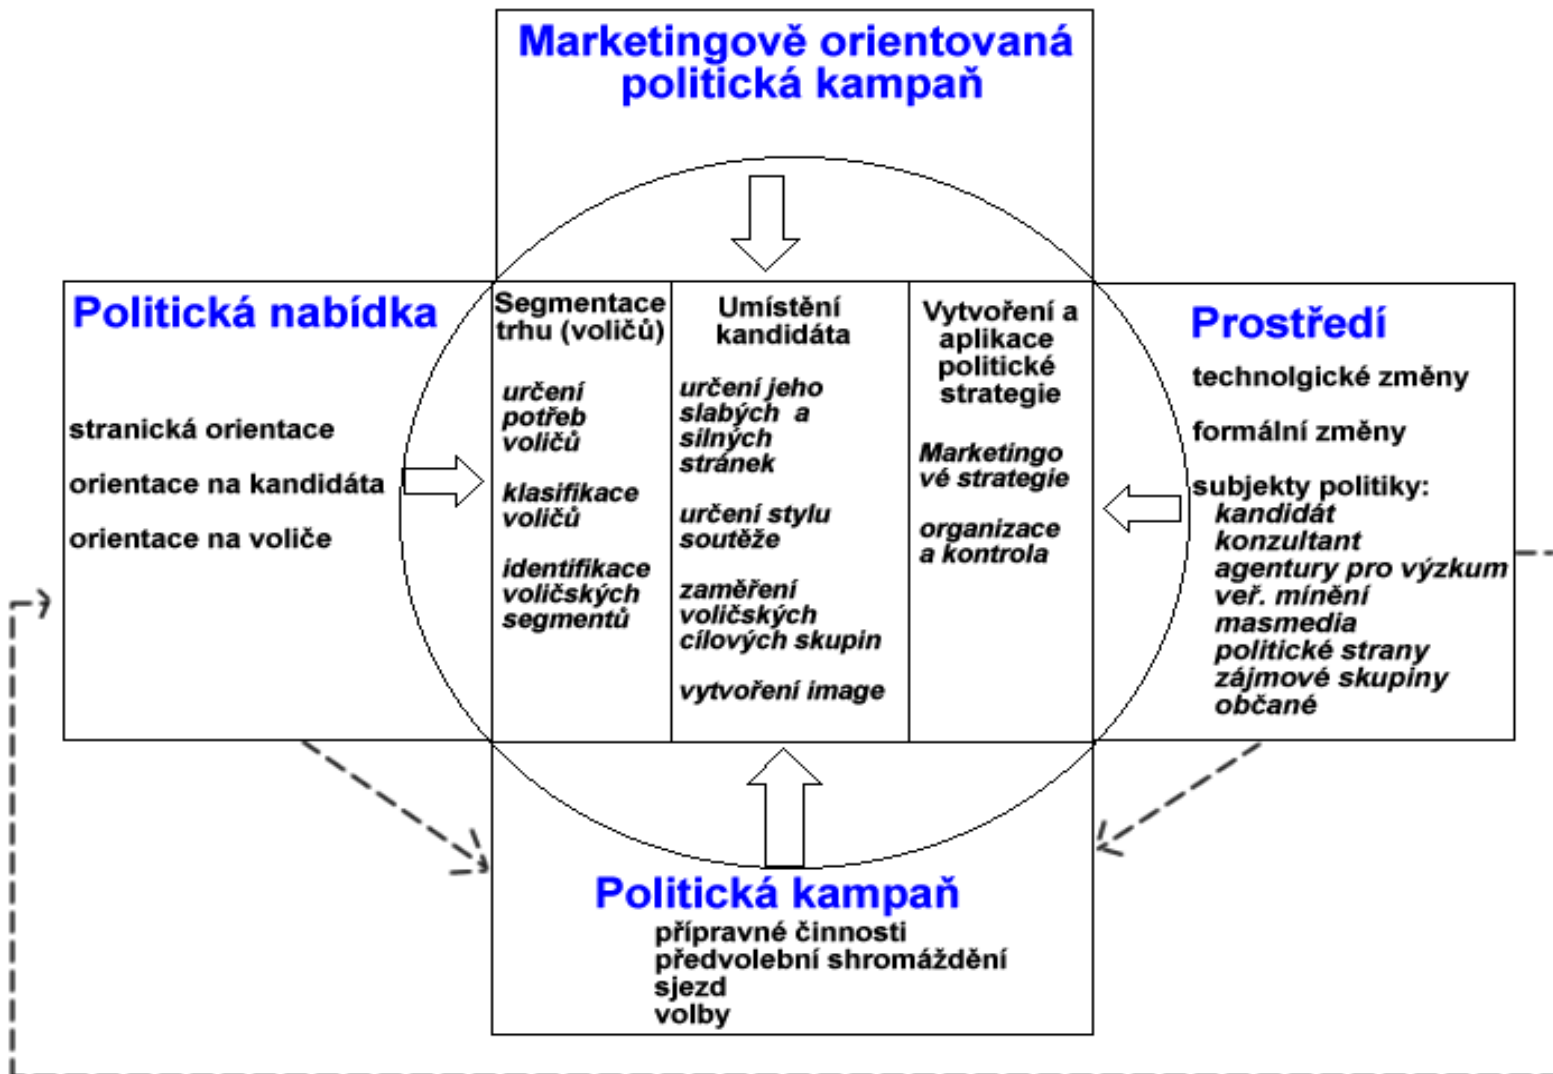 Marketingově orientovaná
politická kampaň
Politická nabídka
stranická orientace
orientace na kandidáta
orientace na voliče
Segmentace
trhu (voličů)
určení
potřeb
voličů
klasifikace
voličů
identifikace
voličských
segmentů
Umístění
kandidáta
určení jeho
slabých a
silných
stránek
určení stylu
soutěže
zaměření
voličských
cílových skupin
vytvoření image
Vytvoření a
aplikace
politické
strategie
Marketingo
vé strategie
organizace
a kontrola
Prostředí
technolgické změny
formální změny
subjekty politiky:
kandidát
konzultant
agentury pro výzkum
veř. mínění
masmedia
politické strany
zájmové skupiny
občané
Politická kampaň
přípravné činnosti
předvolební shromáždění
sjezd
volby